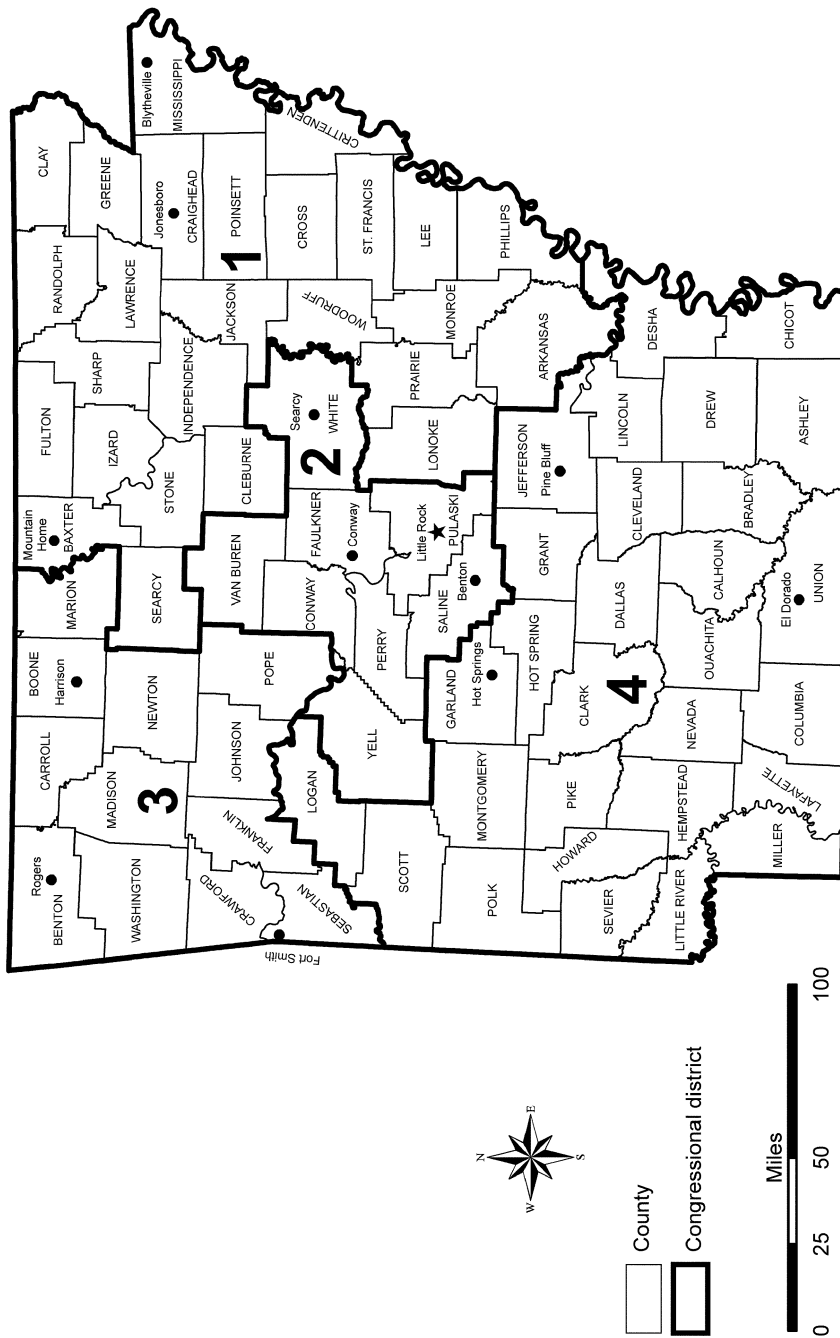 BENTON
Rogers
CARROLL
BOONE
Harrison
MARION
Mountain
Home
BAXTER
FULTON
RANDOLPH
CLAY
WASHINGTON
MADISON
NEWTON
SEARCY
IZARD
SHARP
LAWRENCE
GREENE
STONE
INDEPENDENCE
Jonesboro
CRAIGHEAD
Blytheville
MISSISSIPPI
3
CRAWFORD
FRANKLIN
JOHNSON
POPE
VAN BUREN
CLEBURNE
JACKSON
1
POINSETT
Fort Smith
SEBASTIAN
LOGAN
CONWAY
FAULKNER
Conway
2
Searcy
WHITE
WOODRUFF
CROSS
CRITTENDEN
SCOTT
YELL
PERRY
Little Rock
PULASKI
LONOKE
PRAIRIE
ST. FRANCIS
LEE
MONROE
PHILLIPS
POLK
MONTGOMERY
GARLAND
Hot Springs
SALINE
Benton
HOT SPRING
GRANT
JEFFERSON
Pine Bluff
ARKANSAS
SEVIER
HOWARD
PIKE
CLARK
4
DALLAS
CLEVELAND
LINCOLN
DESHA
LITTLE RIVER
HEMPSTEAD
NEVADA
OUACHITA
CALHOUN
BRADLEY
DREW
MILLER
LAFAYETTE
COLUMBIA
El Dorado
UNION
ASHLEY
CHICOT
N
W
E
S
County
Congressional district
Miles
0 25 50 100